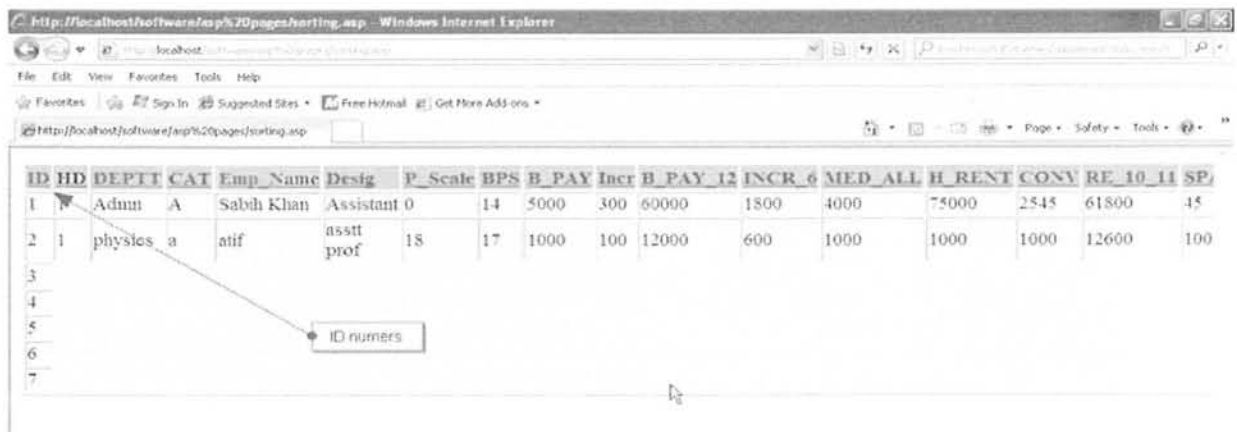 http://localhost/software/asp%20pages/sorting.asp - Windows Internet Explorer
localhost
File Edit View Favorites Tools Help
Favorites Sign In Suggested Sites Free Hotmail Get More Add-ons
http://localhost/software/asp%20pages/sorting.asp Page Safety Tools
ID HD DEPTT CAT Emp_Name Desig P_Scale BPS B_PAY Incr B_PAY_12 INCR_6 MED_ALL H_RENT CONV RE_10_11 SPA
1 1 Admn A Sabih Khan Assistant 0 14 5000 300 60000 1800 4000 75000 2545 61800 45
2 1 physics a atif asstt prof 18 17 1000 100 12000 600 1000 1000 1000 12600 100
3
4
5
6
7
ID numers